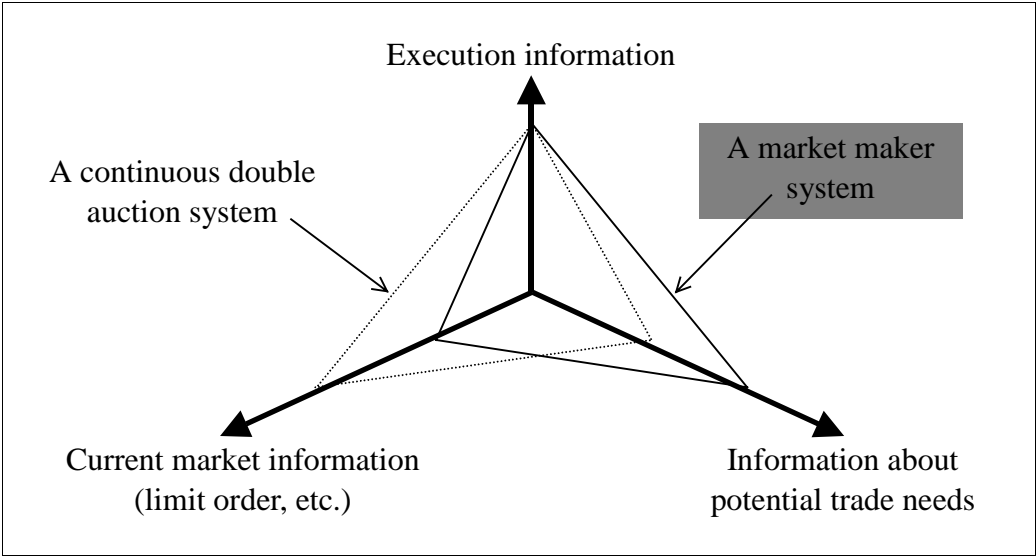 Execution information
A continuous double
auction system
A market maker
system
Current market information
(limit order, etc.)
Information about
potential trade needs